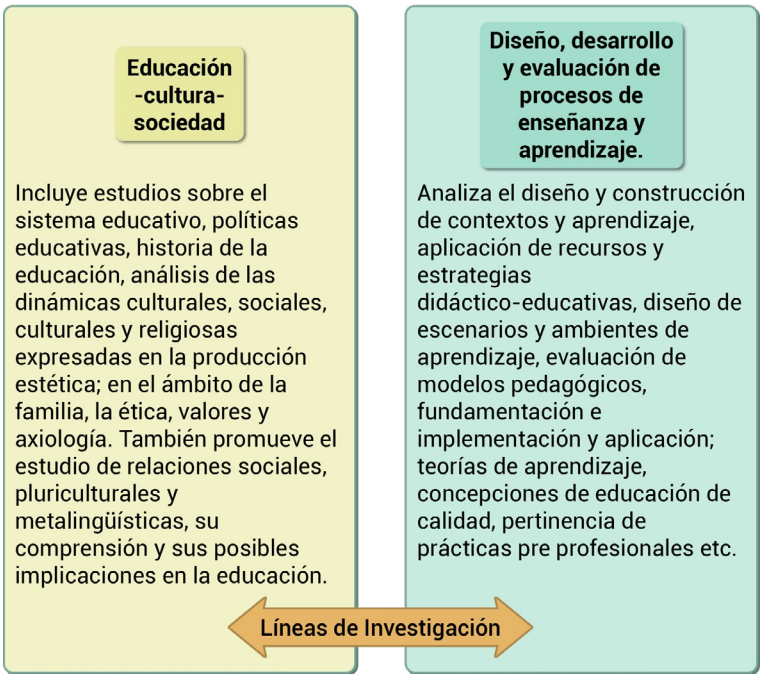 Educación
-cultura-
sociedad
Incluye estudios sobre el
sistema educativo, políticas
educativas, historia de la
educación, análisis de las
dinámicas culturales, sociales,
culturales y religiosas
expresadas en la producción
estética; en el ámbito de la
familia, la ética, valores y
axiología. También promueve el
estudio de relaciones sociales,
pluriculturales y
metalingüísticas, su
comprensión y sus posibles
implicaciones en la educación.
Diseño, desarrollo
y evaluación de
procesos de
enseñanza y
aprendizaje.
Analiza el diseño y construcción
de contextos y aprendizaje,
aplicación de recursos y
estrategias
didáctico-educativas, diseño de
escenarios y ambientes de
aprendizaje, evaluación de
modelos pedagógicos,
fundamentación e
implementación y aplicación;
teorías de aprendizaje,
concepciones de educación de
calidad, pertinencia de
prácticas pre profesionales etc.
Líneas de Investigación